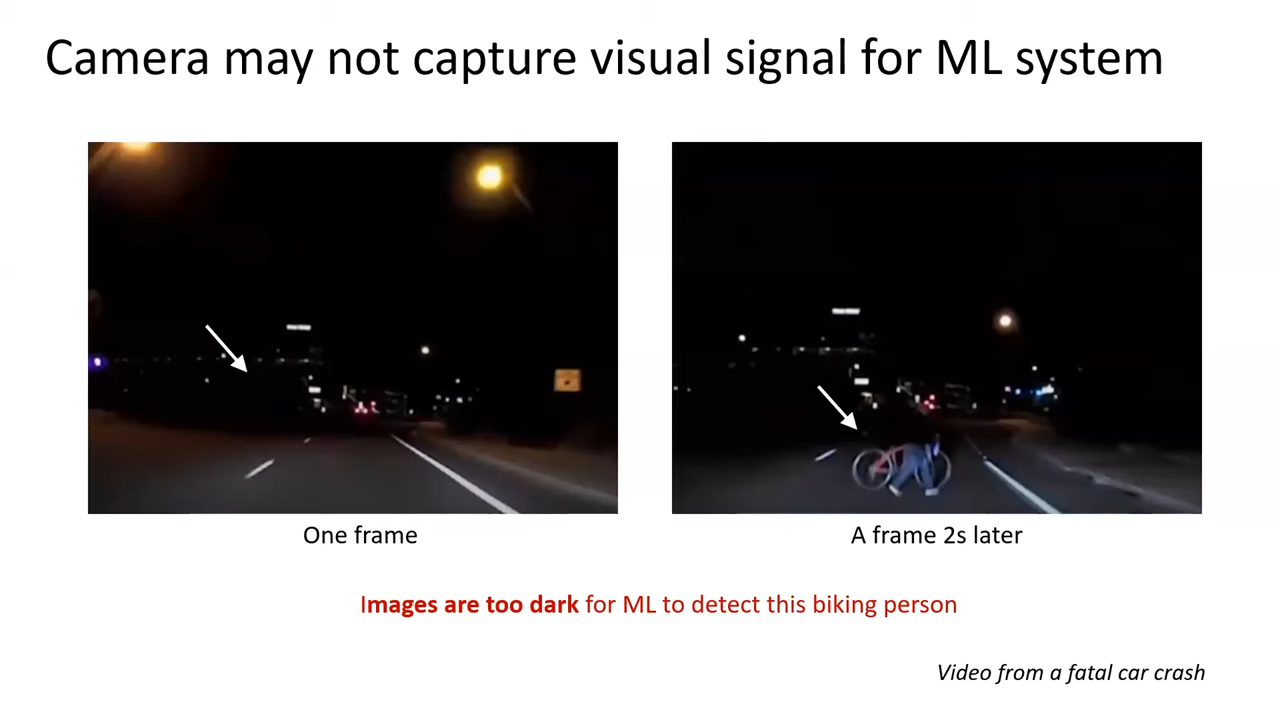 Camera may not capture visual signal for ML system
One frame
A frame 2s later
Images are too dark for ML to detect this biking person
Video from a fatal car crash